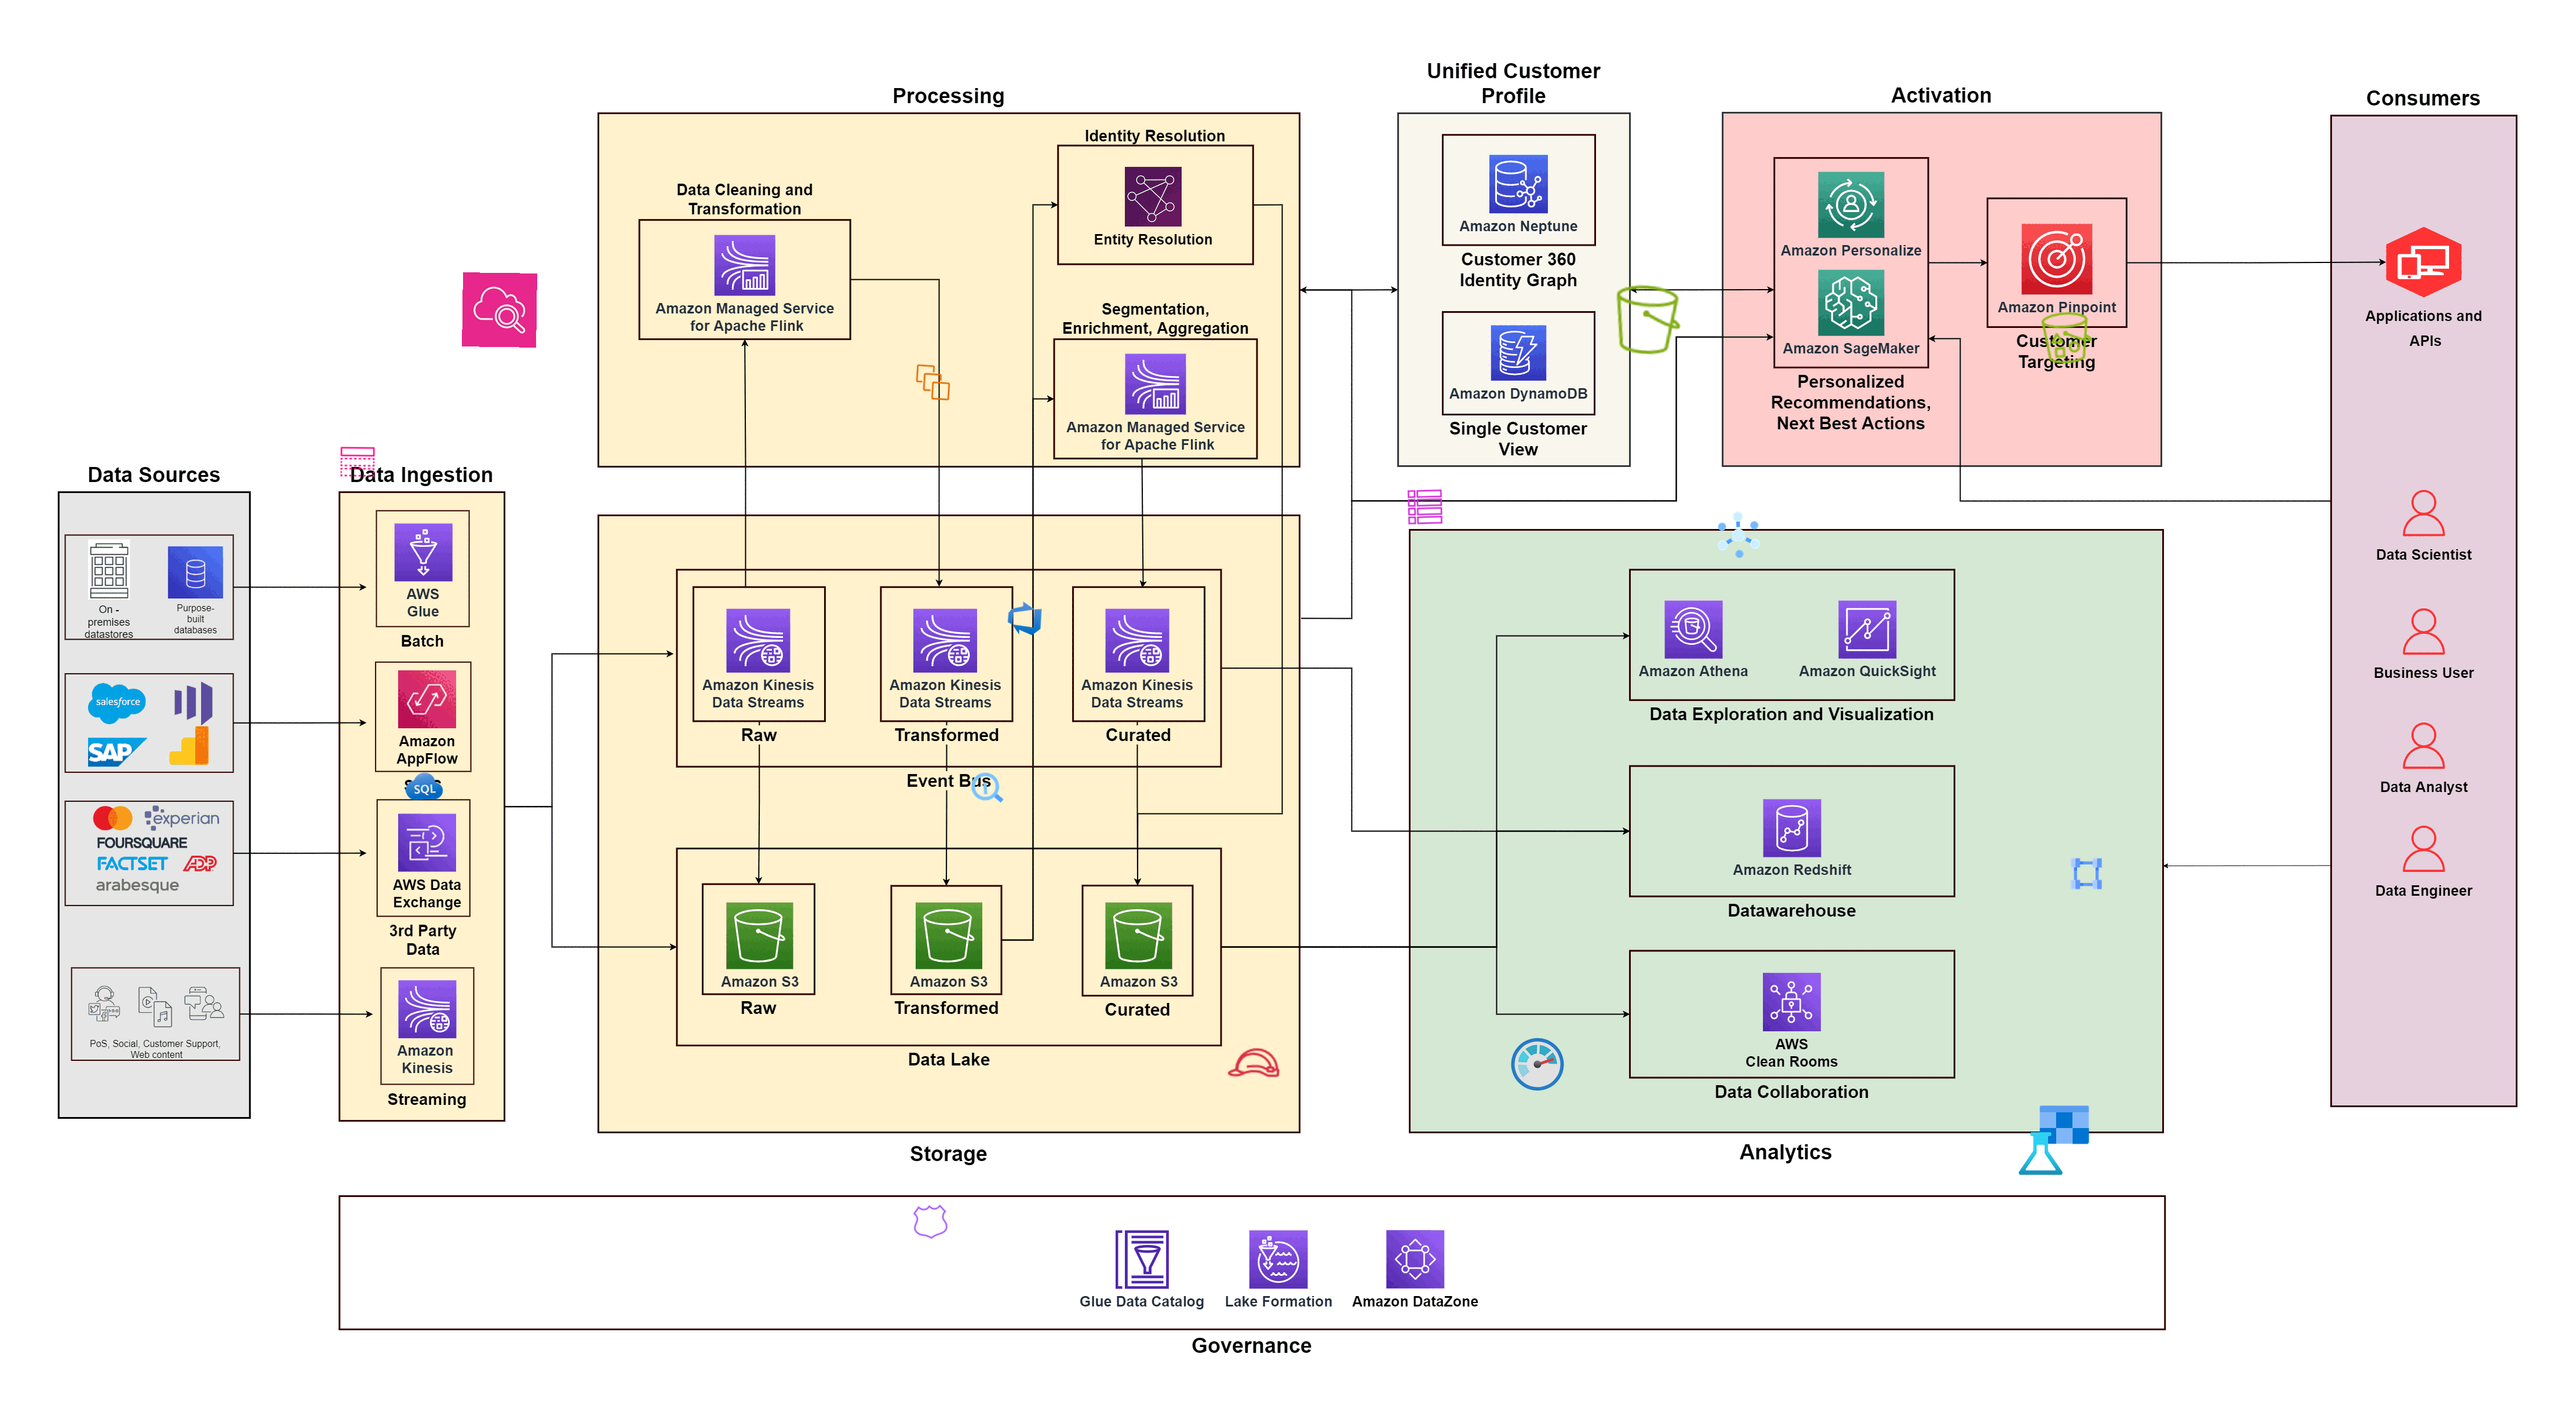 Processing
Unified Customer
Profile
Activation
Consumers
Identity Resolution
Entity Resolution
Data Cleaning and
Transformation
Amazon Managed Service
for Apache Flink
Segmentation,
Enrichment, Aggregation
Amazon Managed Service
for Apache Flink
Amazon Neptune
Customer 360
Identity Graph
Amazon DynamoDB
Single Customer
View
Amazon Personalize
Amazon SageMaker
Personalized
Recommendations,
Next Best Actions
Amazon Pinpoint
Customer
Targeting
Applications and
APIs
Data Scientist
Business User
Data Analyst
Data Engineer
Data Sources
On -
premises
datastores
Purpose-
built
databases
salesforce
SAP
experian
FOURSQUARE
FACTSET
ADP
arabesque
PoS, Social, Customer Support,
Web content
Data Ingestion
AWS
Glue
Batch
Amazon
AppFlow
SQL
AWS Data
Exchange
3rd Party
Data
Amazon
Kinesis
Streaming
Amazon Kinesis
Data Streams
Raw
Amazon Kinesis
Data Streams
Transformed
Amazon Kinesis
Data Streams
Curated
Event Bus
Amazon S3
Raw
Amazon S3
Transformed
Amazon S3
Curated
Data Lake
Storage
Amazon Athena
Amazon QuickSight
Data Exploration and Visualization
Amazon Redshift
Datawarehouse
AWS
Clean Rooms
Data Collaboration
Analytics
Glue Data Catalog
Lake Formation
Amazon DataZone
Governance